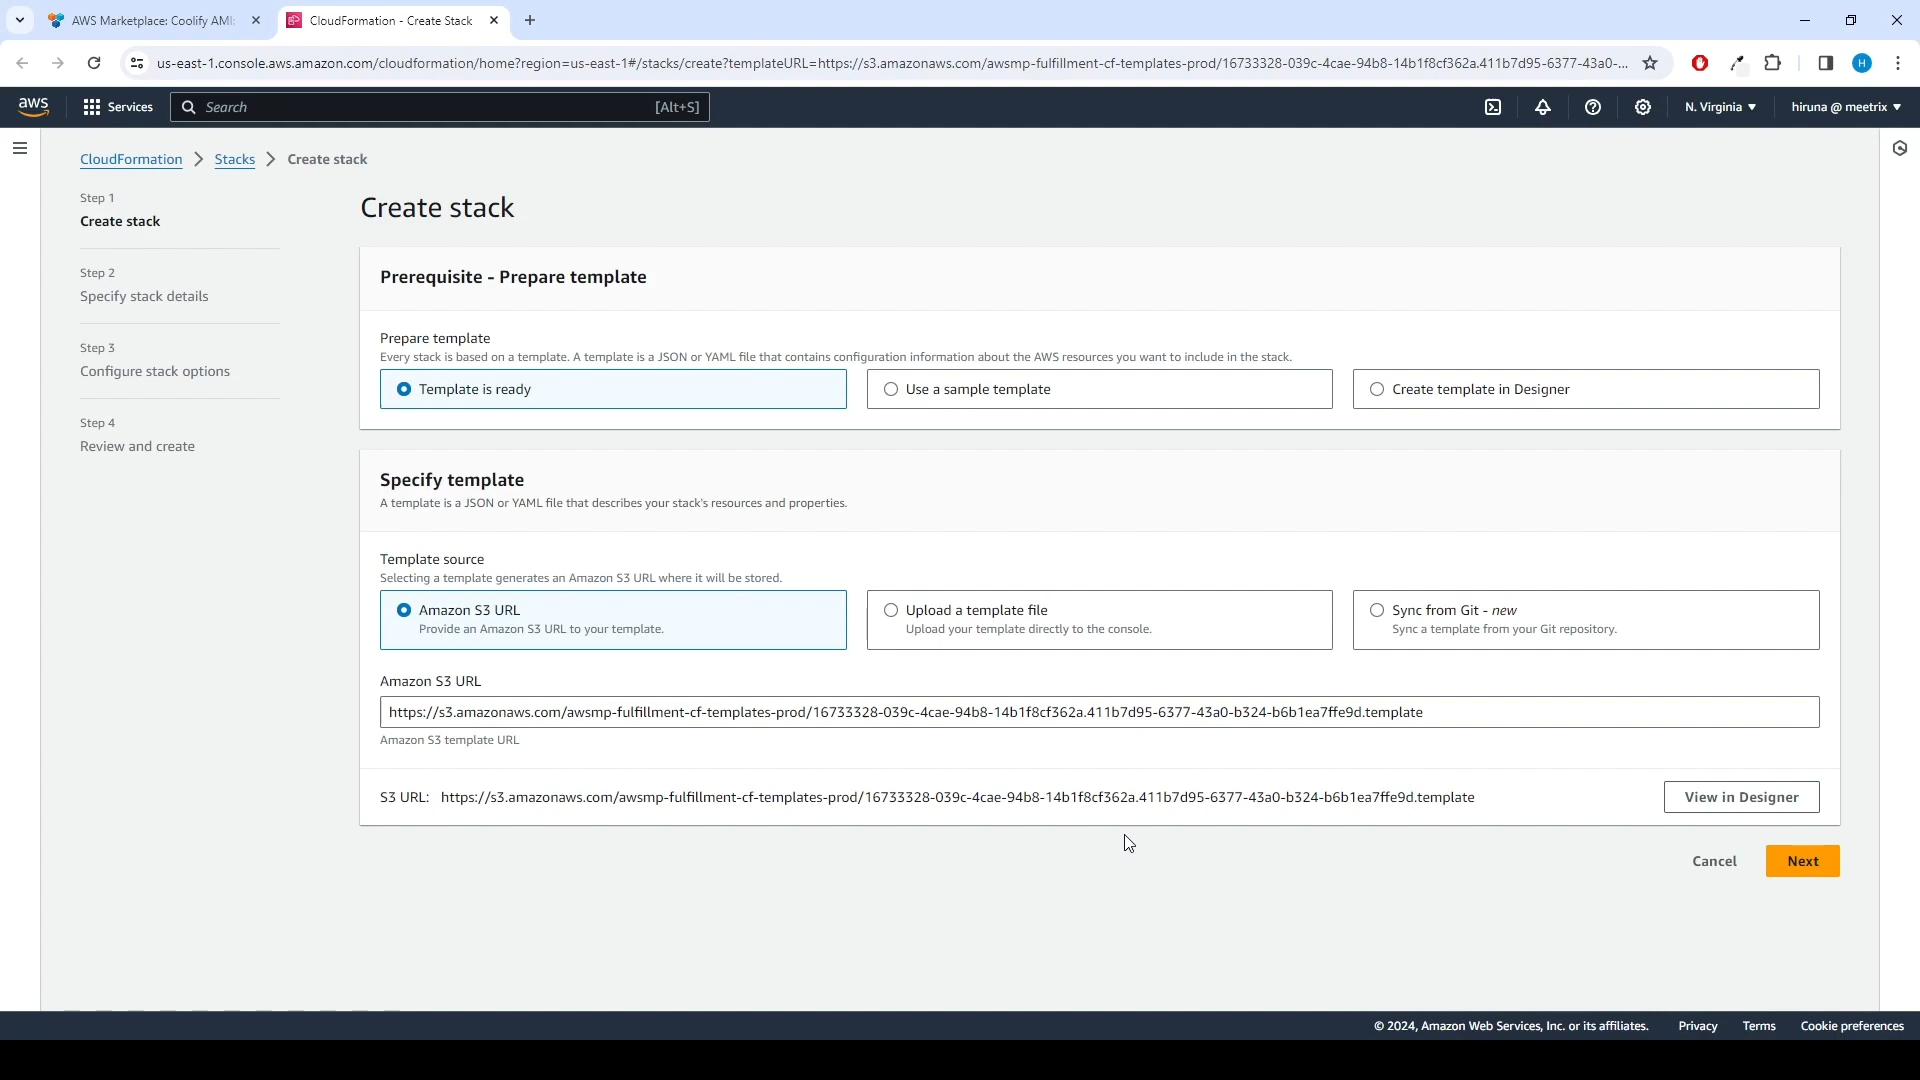 AWS Marketplace: Coolify AMI:
CloudFormation - Create Stack
us-east-1.console.aws.amazon.com/cloudformation/home?region=us-east-1#/stacks/create?templateURL=https://s3.amazonaws.com/awsmp-fulfillment-cf-templates-prod/16733328-039c-4cae-94b8-14b1f8cf362a.411b7d95-6377-43a0-...
H
aws
Services
Search
[Alt+S]
N. Virginia
hiruna @ meetrix
CloudFormation
Stacks
Create stack
Step 1
Create stack
Step 2
Specify stack details
Step 3
Configure stack options
Step 4
Review and create
Create stack
Prerequisite - Prepare template
Prepare template
Every stack is based on a template. A template is a JSON or YAML file that contains configuration information about the AWS resources you want to include in the stack.
Template is ready
Use a sample template
Create template in Designer
Specify template
A template is a JSON or YAML file that describes your stack's resources and properties.
Template source
Selecting a template generates an Amazon S3 URL where it will be stored.
Amazon S3 URL
Provide an Amazon S3 URL to your template.
Upload a template file
Upload your template directly to the console.
Sync from Git - new
Sync a template from your Git repository.
Amazon S3 URL
https://s3.amazonaws.com/awsmp-fulfillment-cf-templates-prod/16733328-039c-4cae-94b8-14b1f8cf362a.411b7d95-6377-43a0-b324-b6b1ea7ffe9d.template
Amazon S3 template URL
S3 URL: https://s3.amazonaws.com/awsmp-fulfillment-cf-templates-prod/16733328-039c-4cae-94b8-14b1f8cf362a.411b7d95-6377-43a0-b324-b6b1ea7ffe9d.template
View in Designer
Cancel
Next
© 2024, Amazon Web Services, Inc. or its affiliates.
Privacy
Terms
Cookie preferences